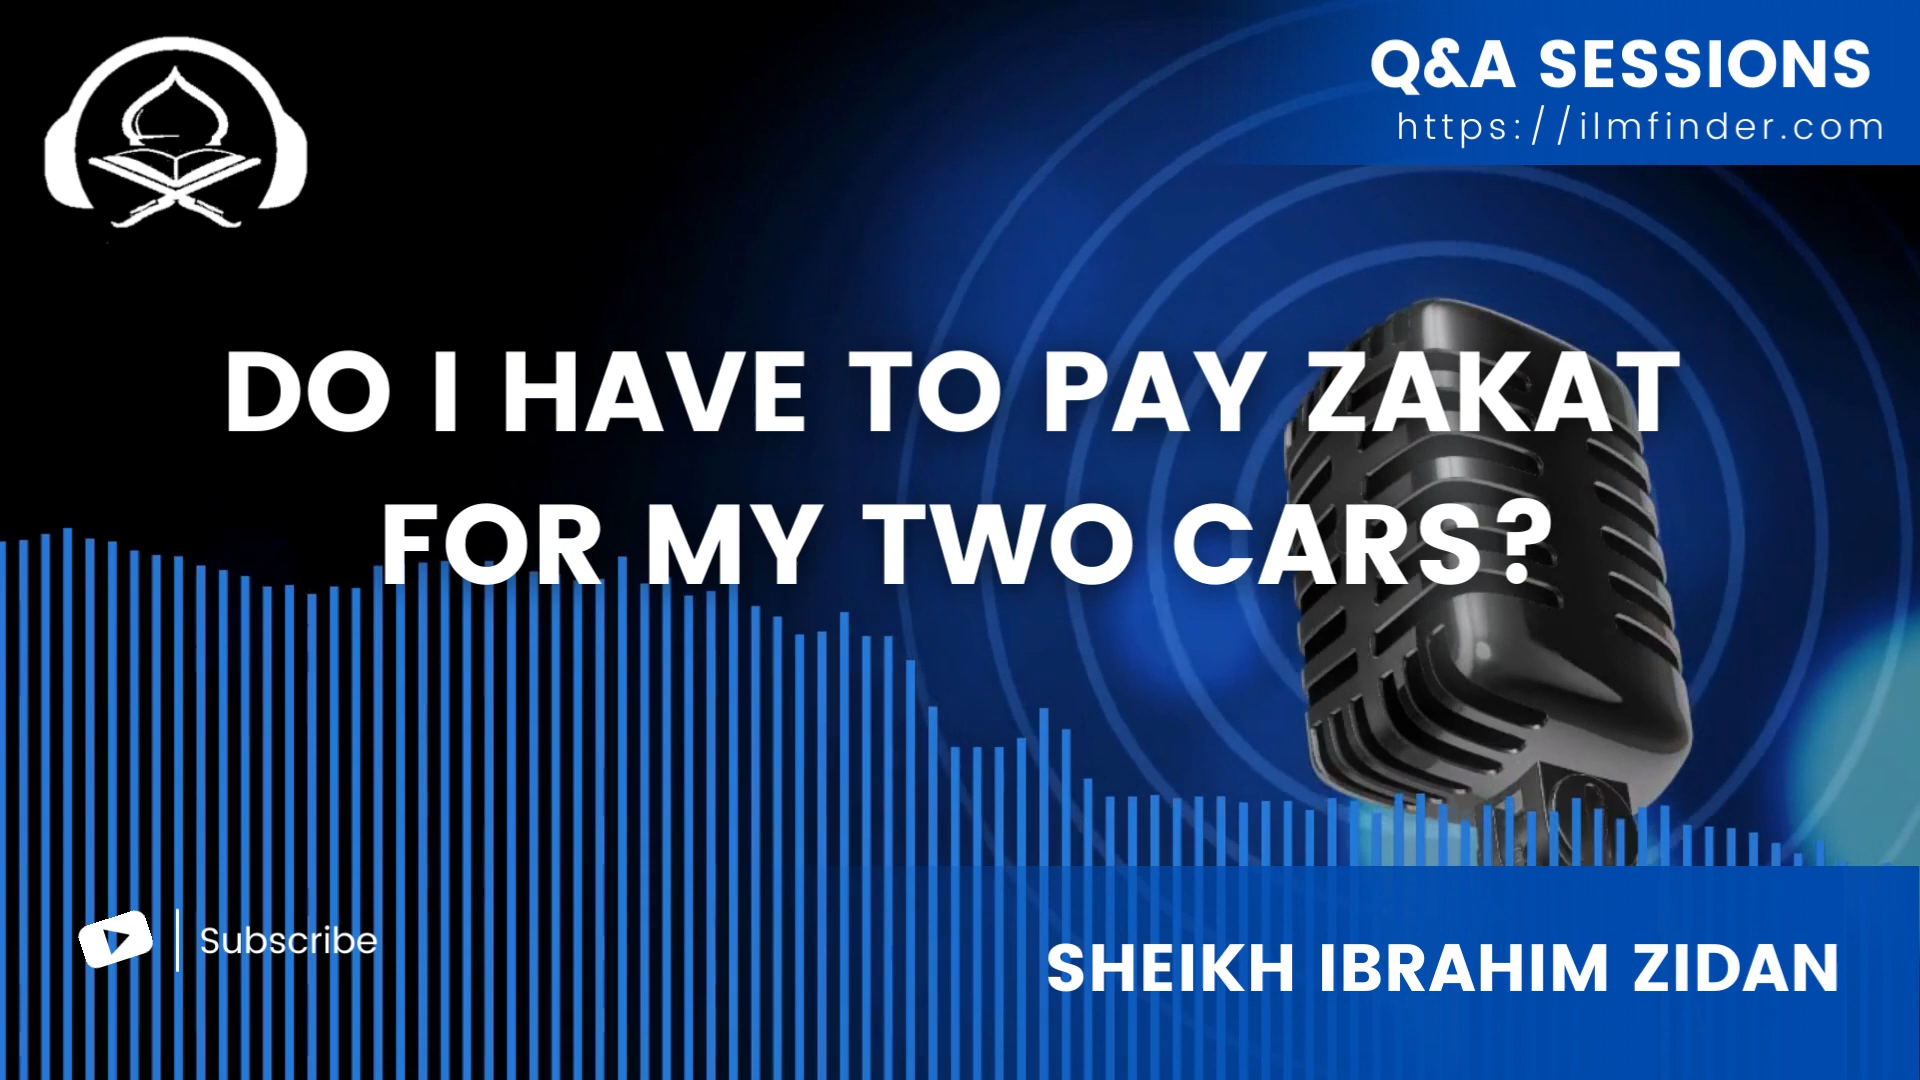 Q&A SESSIONS
https://ilmfinder.com
DO I HAVE TO PAY ZAKAT
FOR MY TWO CARS?
Subscribe
SHEIKH IBRAHIM ZIDAN